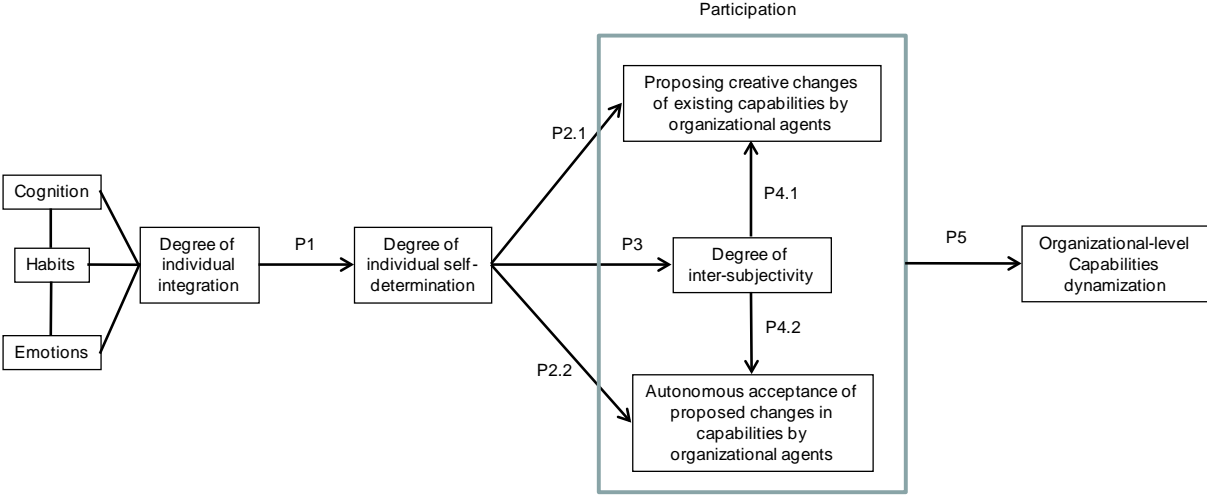 Participation
Proposing creative changes
of existing capabilities by
organizational agents
P2.1
Cognition
P4.1
Habits
Degree of
individual
integration
P1
Degree of
individual self-
determination
P3
Degree of
inter-subjectivity
P5
Organizational-level
Capabilities
dynamization
Emotions
P4.2
P2.2
Autonomous acceptance of
proposed changes in
capabilities by
organizational agents